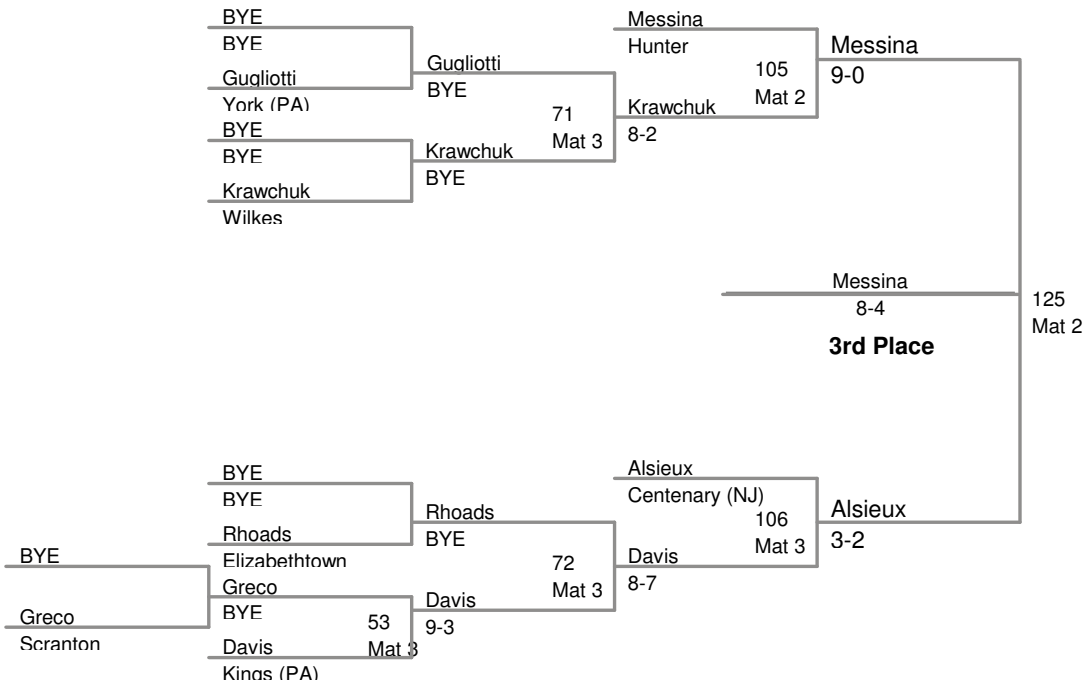 BYE
BYE
Gugliotti
York (PA)
BYE
BYE
Krawchuk
Wilkes
Gugliotti
BYE
Krawchuk
BYE
71
Mat 3
Messina
Hunter
Krawchuk
8-2
105
Mat 2
Messina
9-0
Messina
8-4
3rd Place
125
Mat 2
BYE
Greco
Scranton
BYE
BYE
Rhoads
Elizabethtown
Greco
BYE
Davis
Kings (PA)
53
Mat 3
Rhoads
BYE
Davis
9-3
72
Mat 3
Alsieux
Centenary (NJ)
Davis
8-7
106
Mat 3
Alsieux
3-2